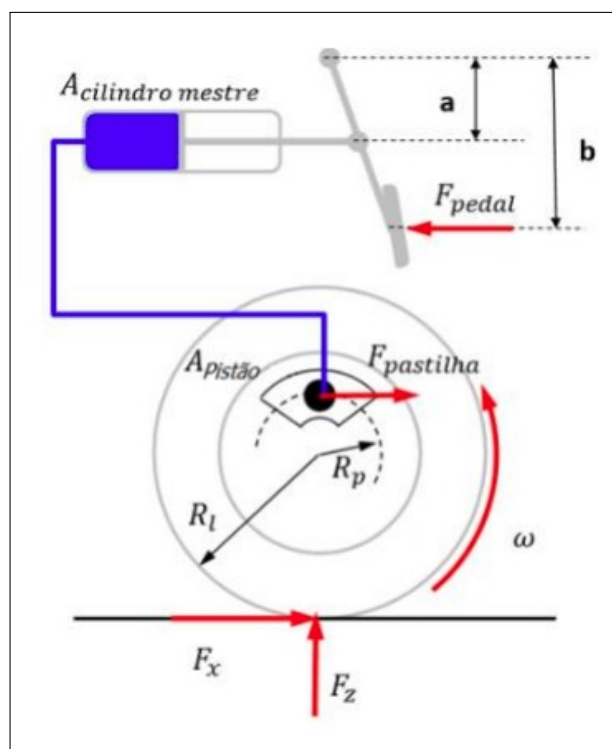 A_cilindro mestre
a
b
F_pedal
A_Pistão
F_pastilha
R_p
R_l
ω
F_x
F_z